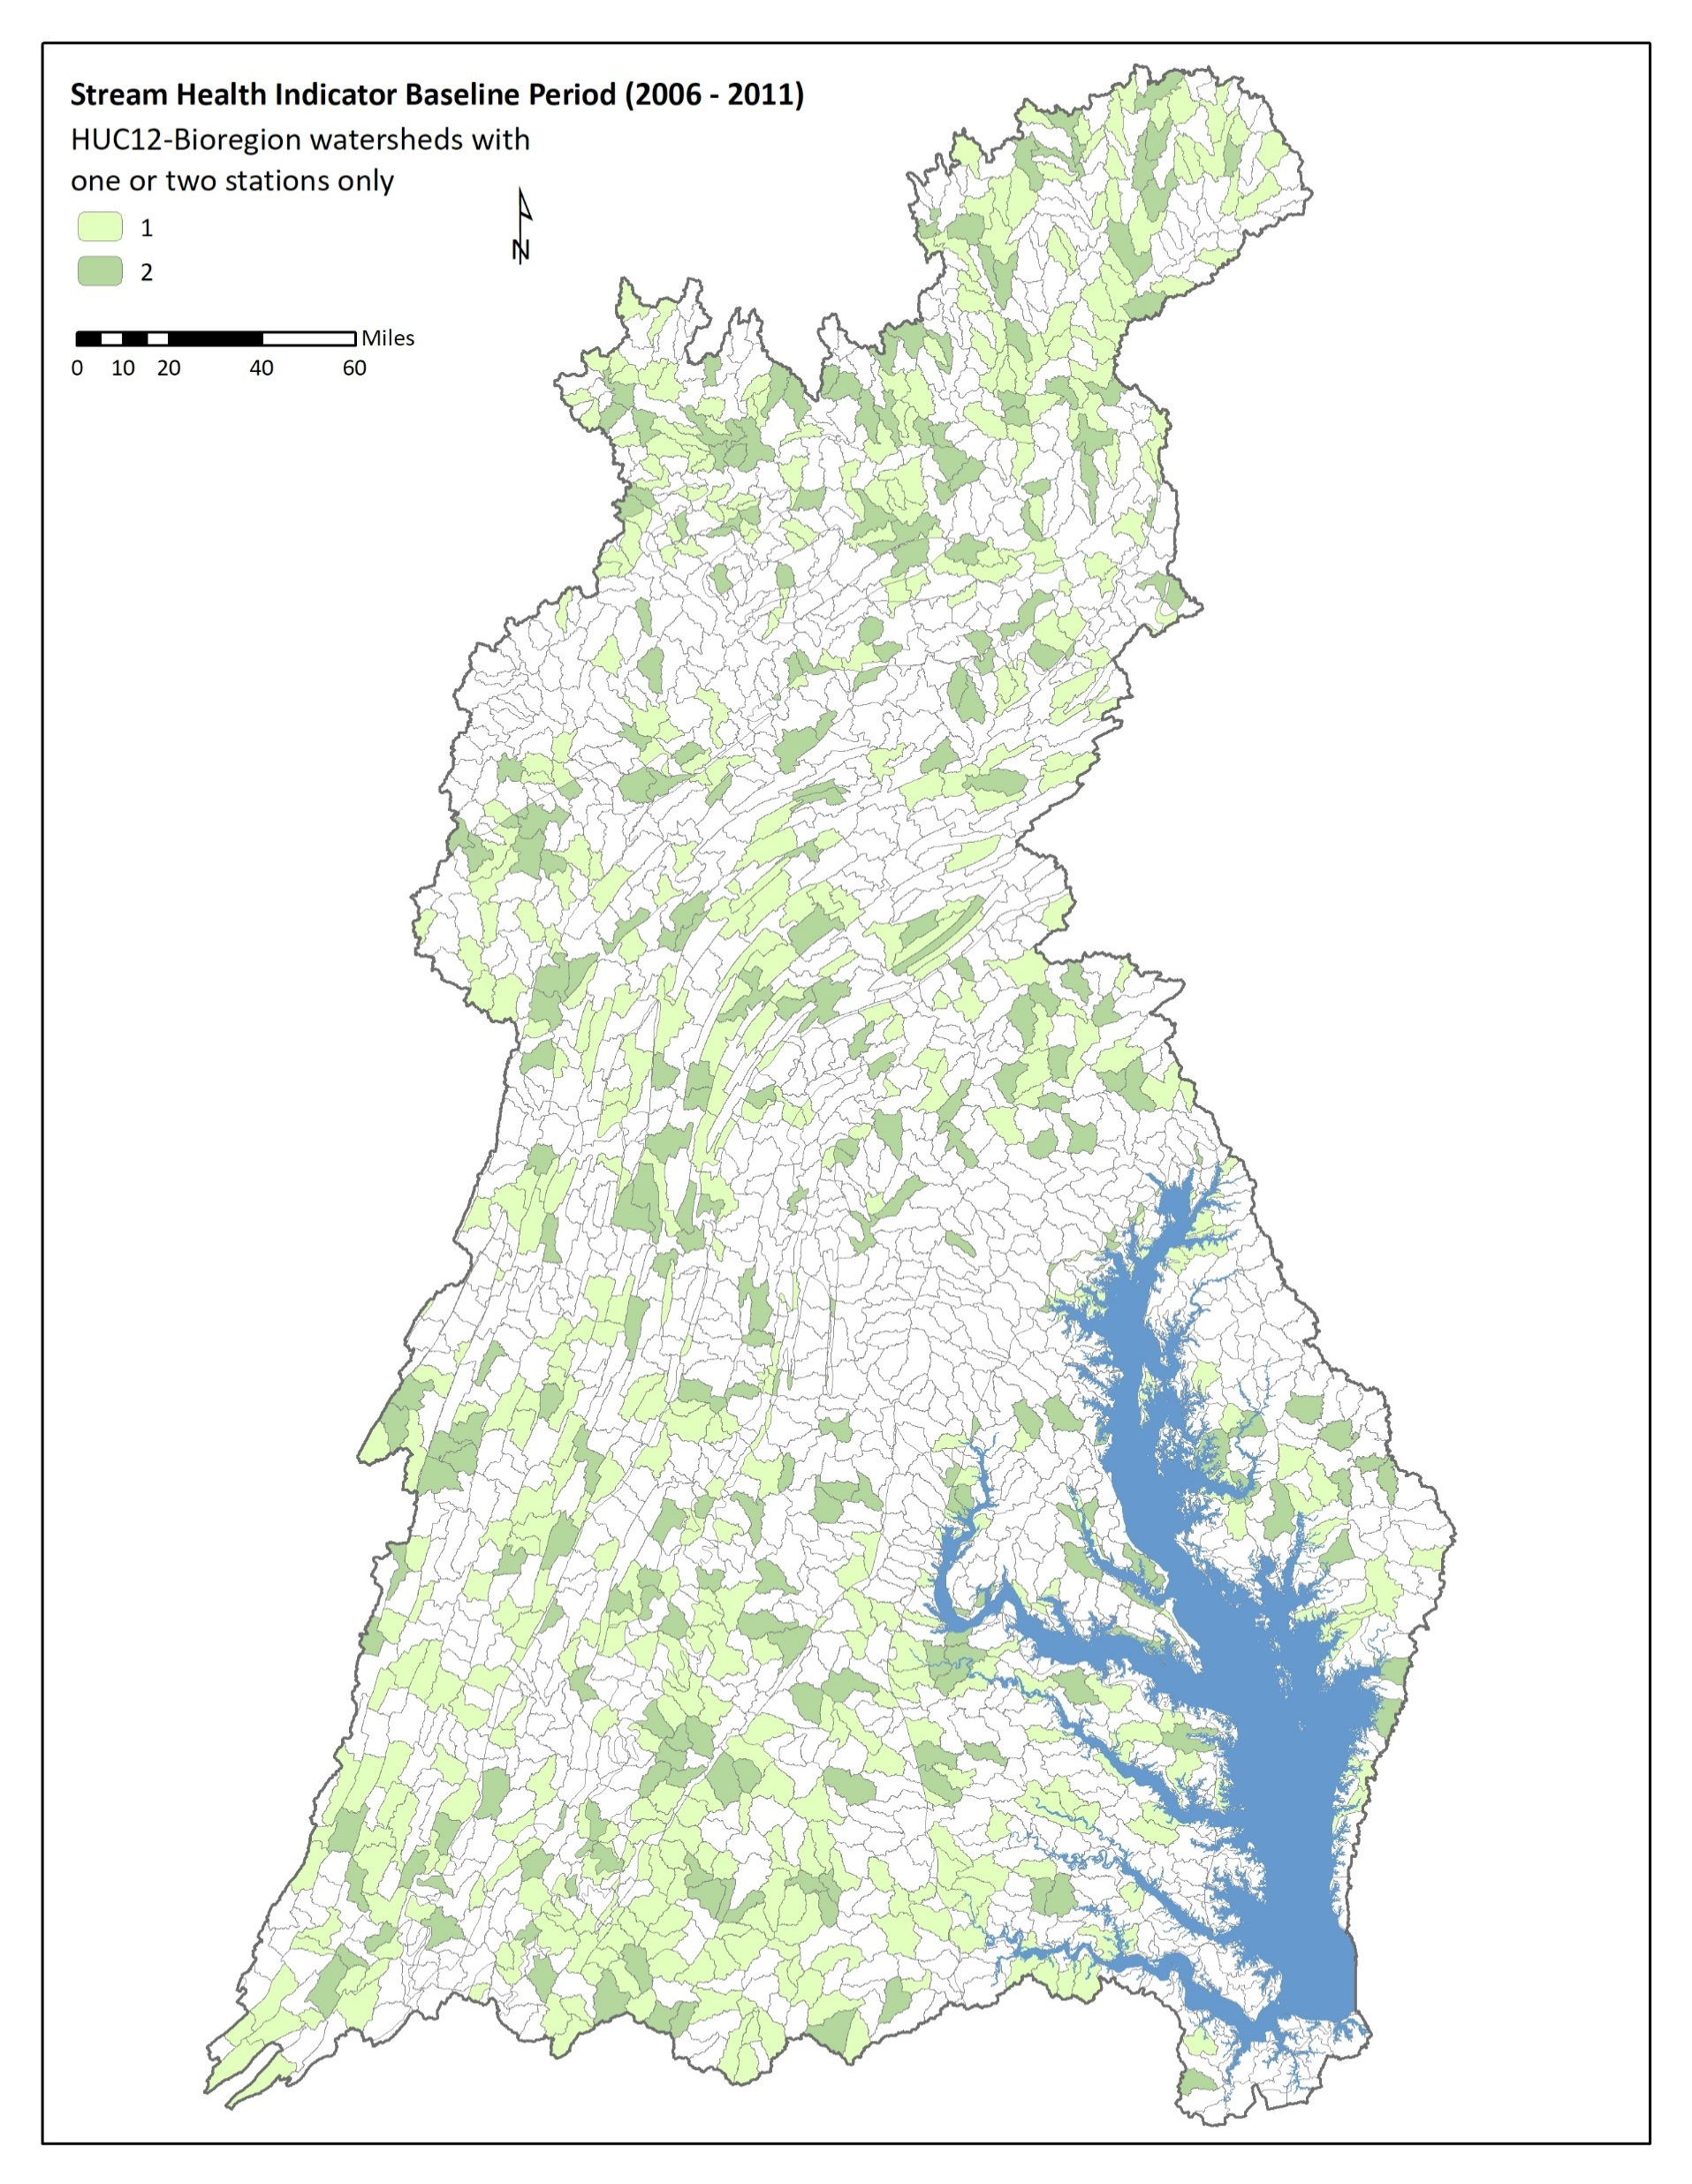 Stream Health Indicator Baseline Period (2006 - 2011)
HUC12-Bioregion watersheds with
one or two stations only
1
2
N
Miles
0 10 20 40 60